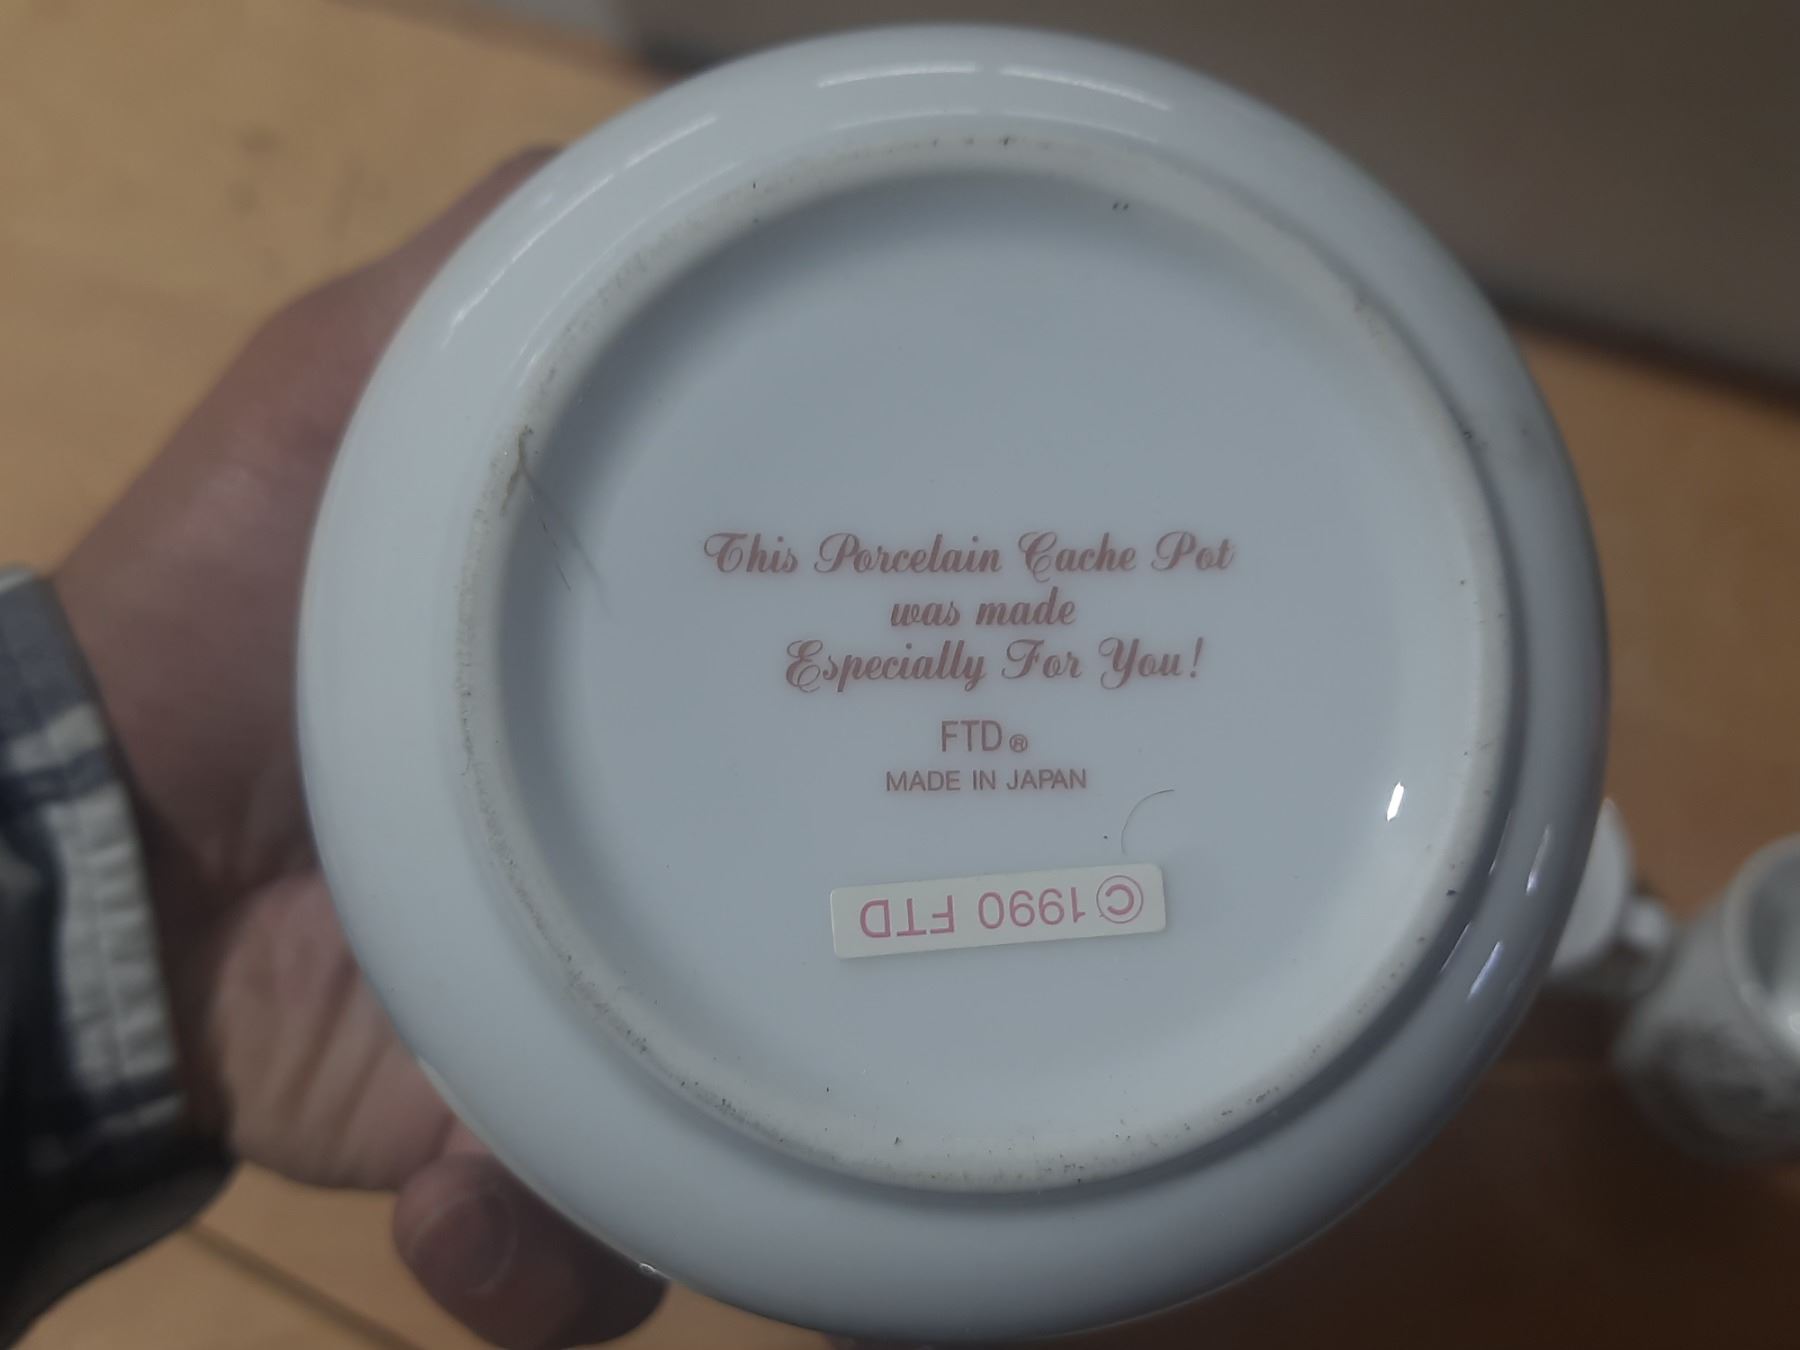 This Porcelain Cache Pot
was made
Especially For You!
FTD®
MADE IN JAPAN
©1990 FTD